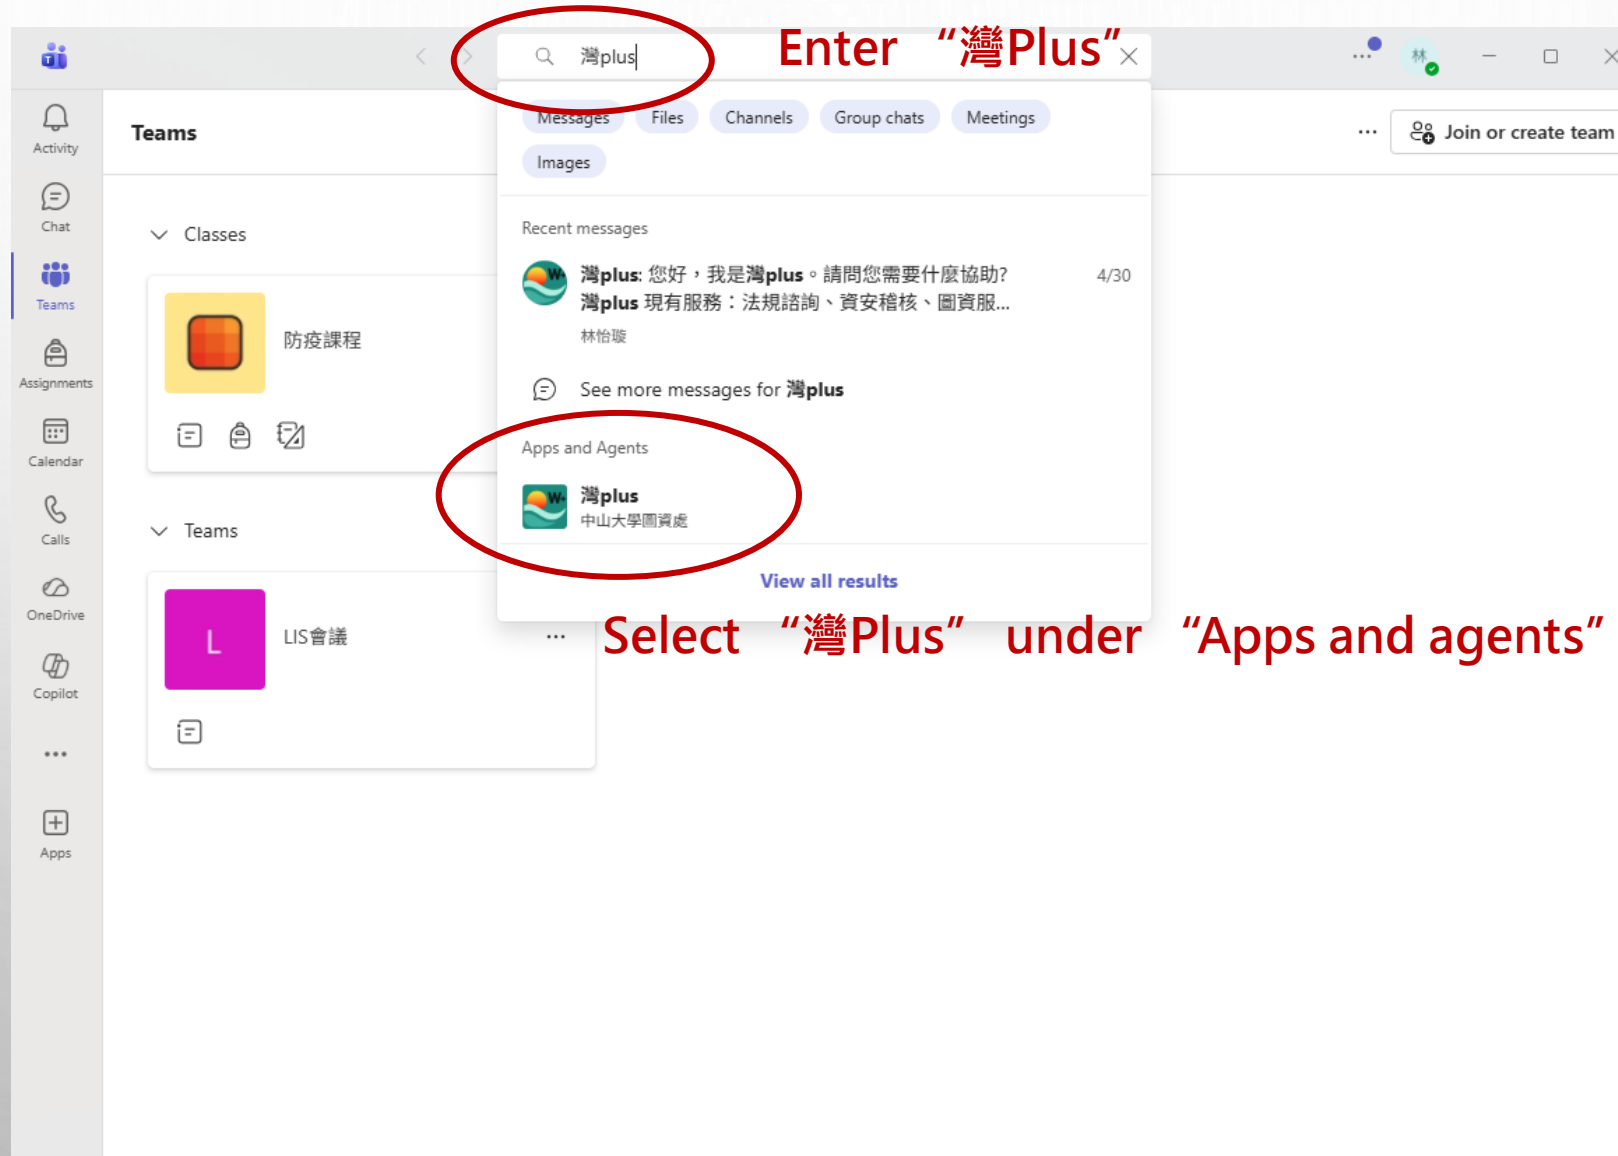 灣plus
Enter “灣Plus”
林
Messages
Files
Channels
Group chats
Meetings
Images
Activity
Chat
Teams
Assignments
Calendar
Calls
OneDrive
Copilot
Apps
Teams
Join or create team
Classes
防疫課程
Teams
L
LIS會議
Recent messages
灣plus: 您好，我是灣plus。請問您需要什麼協助?
4/30
灣plus 現有服務：法規諮詢、資安稽核、圖資服...
林怡璇
See more messages for 灣plus
Apps and Agents
W+
灣plus
中山大學圖資處
View all results
Select “灣Plus” under “Apps and agents”